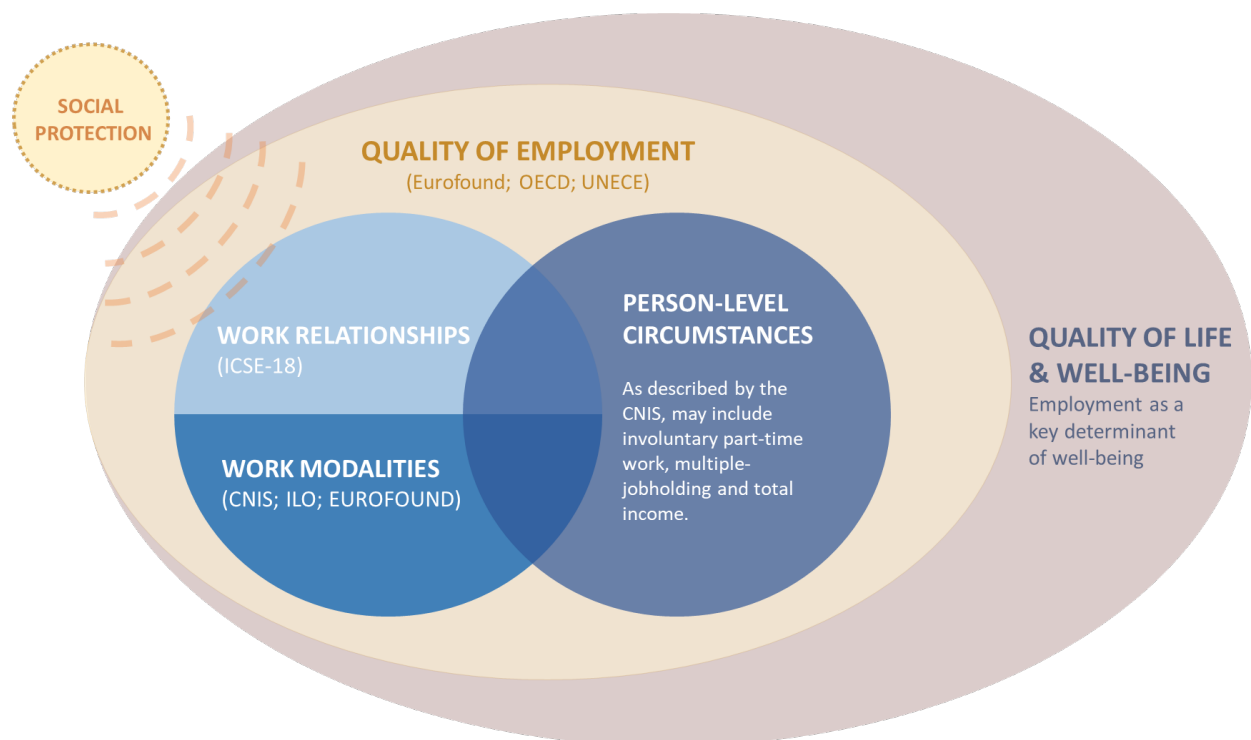 SOCIAL
PROTECTION
QUALITY OF EMPLOYMENT
(Eurofound; OECD; UNECE)
WORK RELATIONSHIPS
(ICSE-18)
WORK MODALITIES
(CNIS; ILO; EUROFOUND)
PERSON-LEVEL
CIRCUMSTANCES
As described by the
CNIS, may include
involuntary part-time
work, multiple-
jobholding and total
income.
QUALITY OF LIFE
& WELL-BEING
Employment as a
key determinant
of well-being